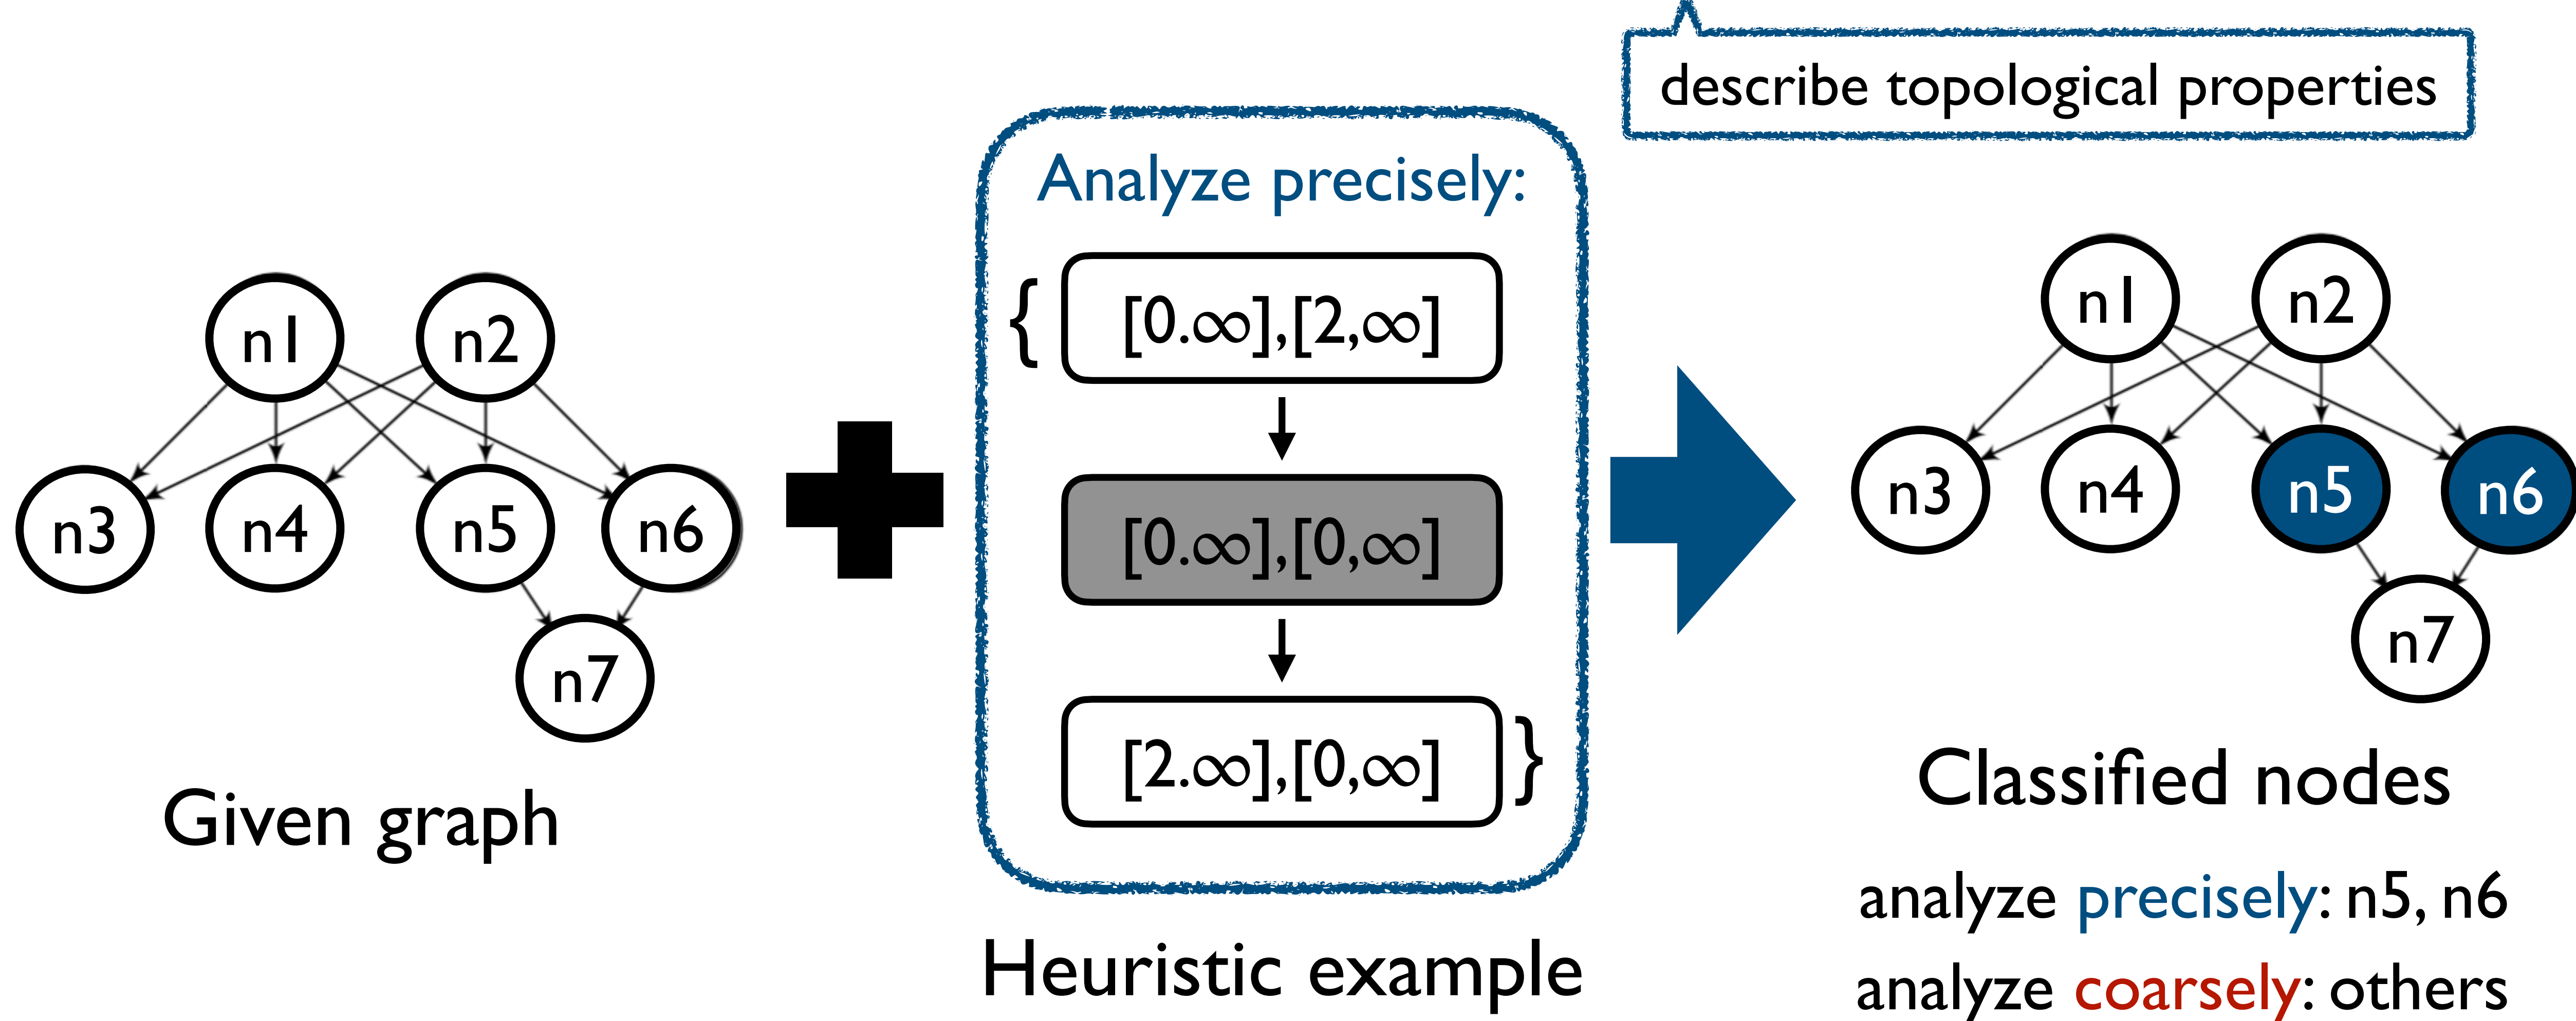 describe topological properties
n1
n2
n3
n4
n5
n6
n7
Given graph
Analyze precisely:
{ [0.∞],[2,∞]
[0.∞],[0,∞]
[2.∞],[0,∞] }
Heuristic example
n1
n2
n3
n4
n5
n6
n7
Classified nodes
analyze precisely: n5, n6
analyze coarsely: others